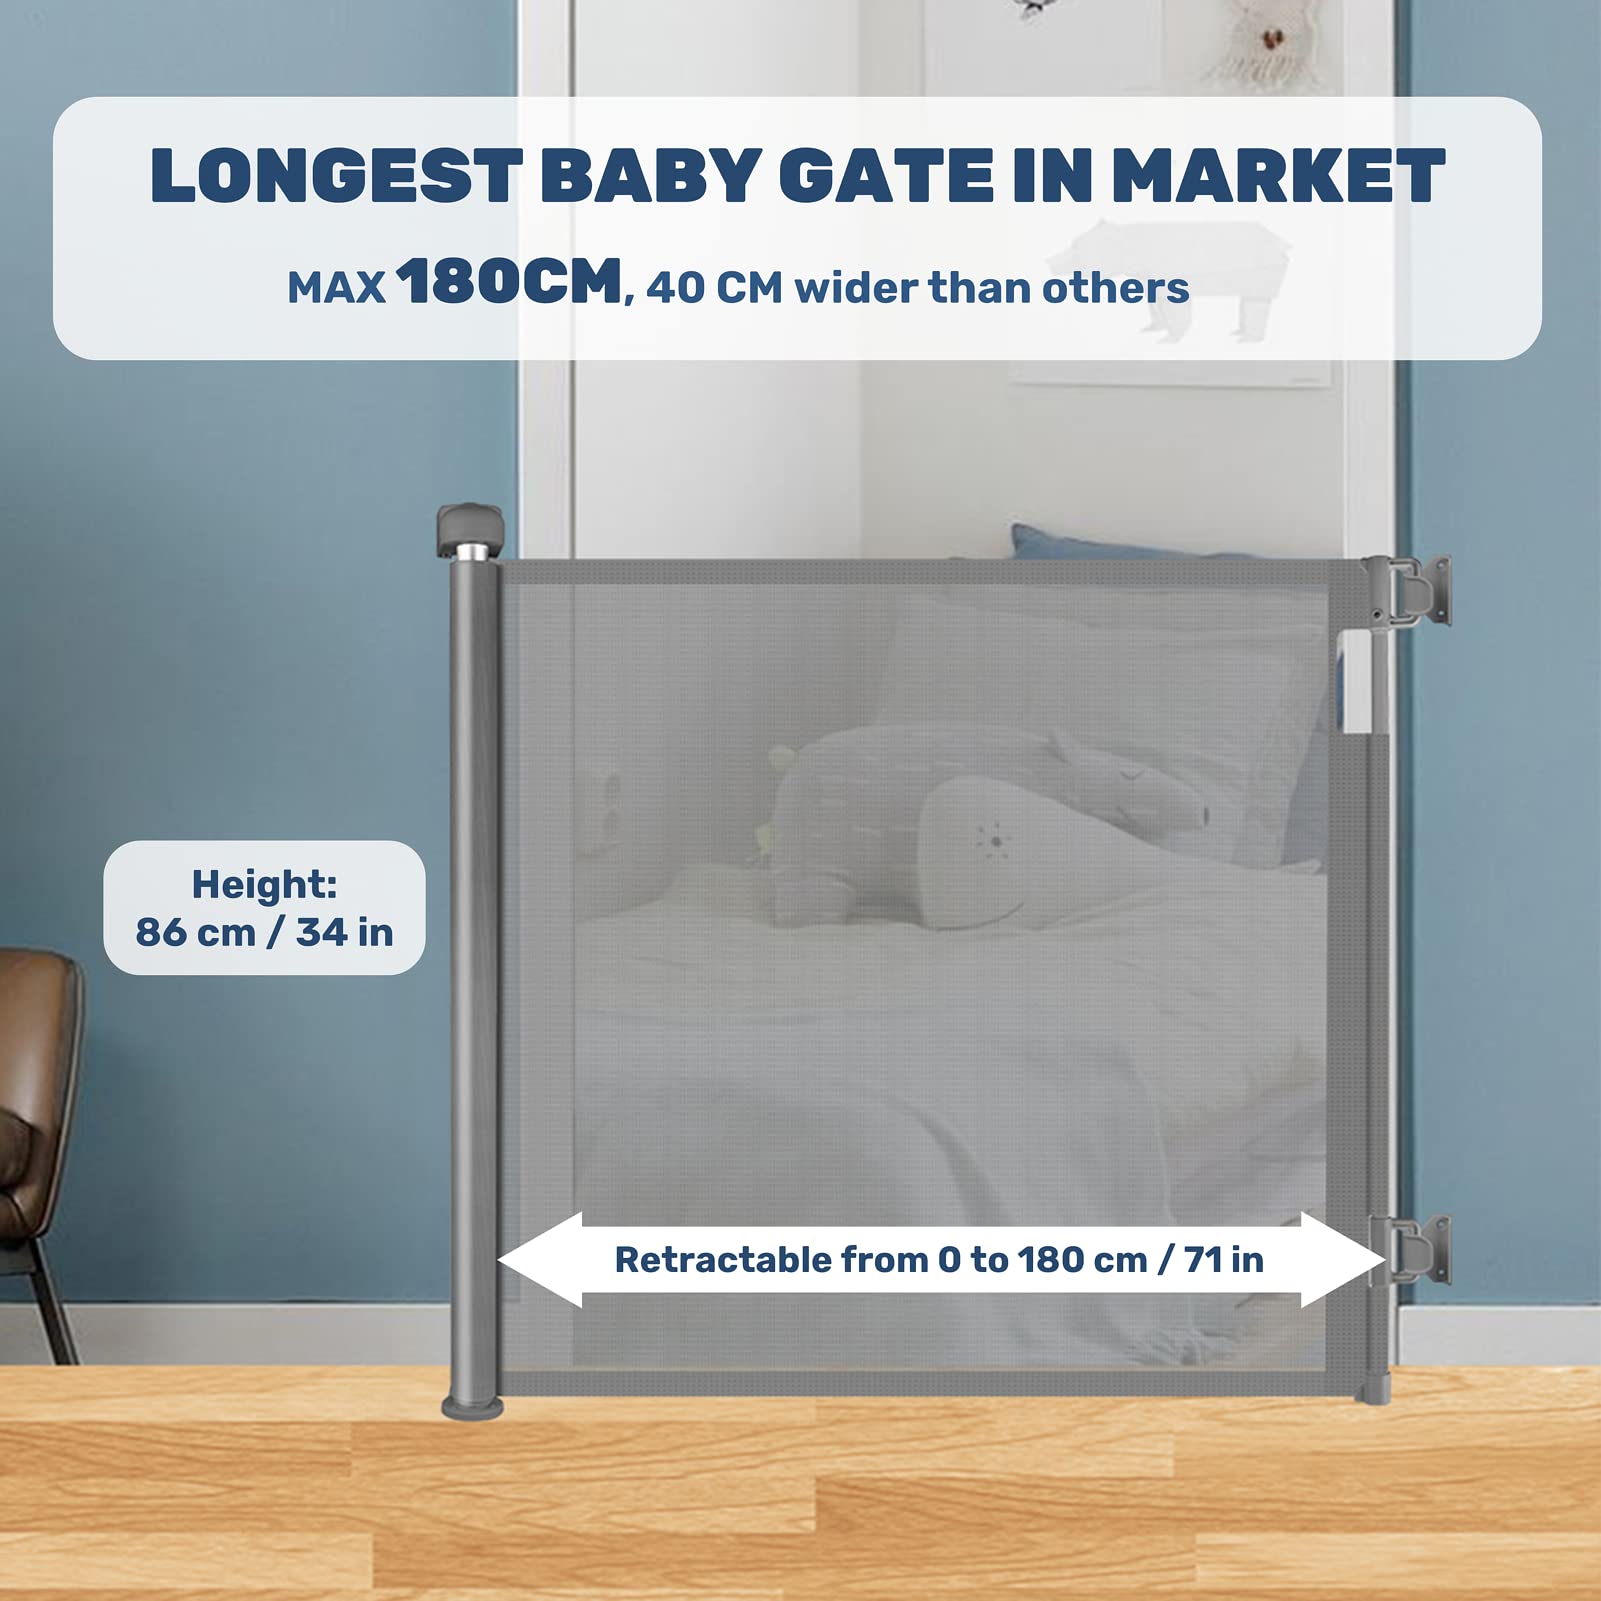 LONGEST BABY GATE IN MARKET
MAX 180CM, 40 CM wider than others
Height:
86 cm / 34 in
Retractable from 0 to 180 cm / 71 in